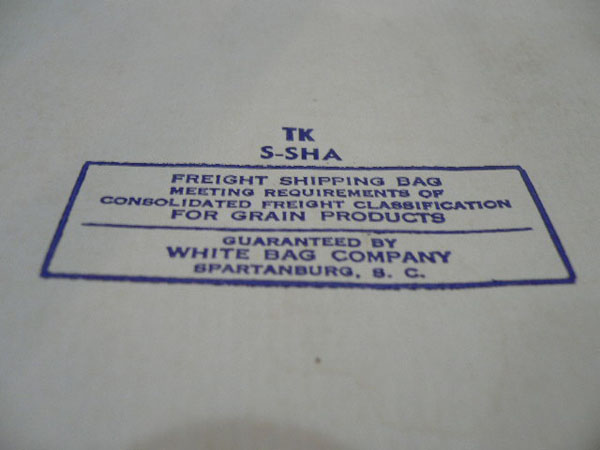 TK
S-SHA
FREIGHT SHIPPING BAG
MEETING REQUIREMENTS OF
CONSOLIDATED FREIGHT CLASSIFICATION
FOR GRAIN PRODUCTS
GUARANTEED BY
WHITE BAG COMPANY
SPARTANBURG, S. C.